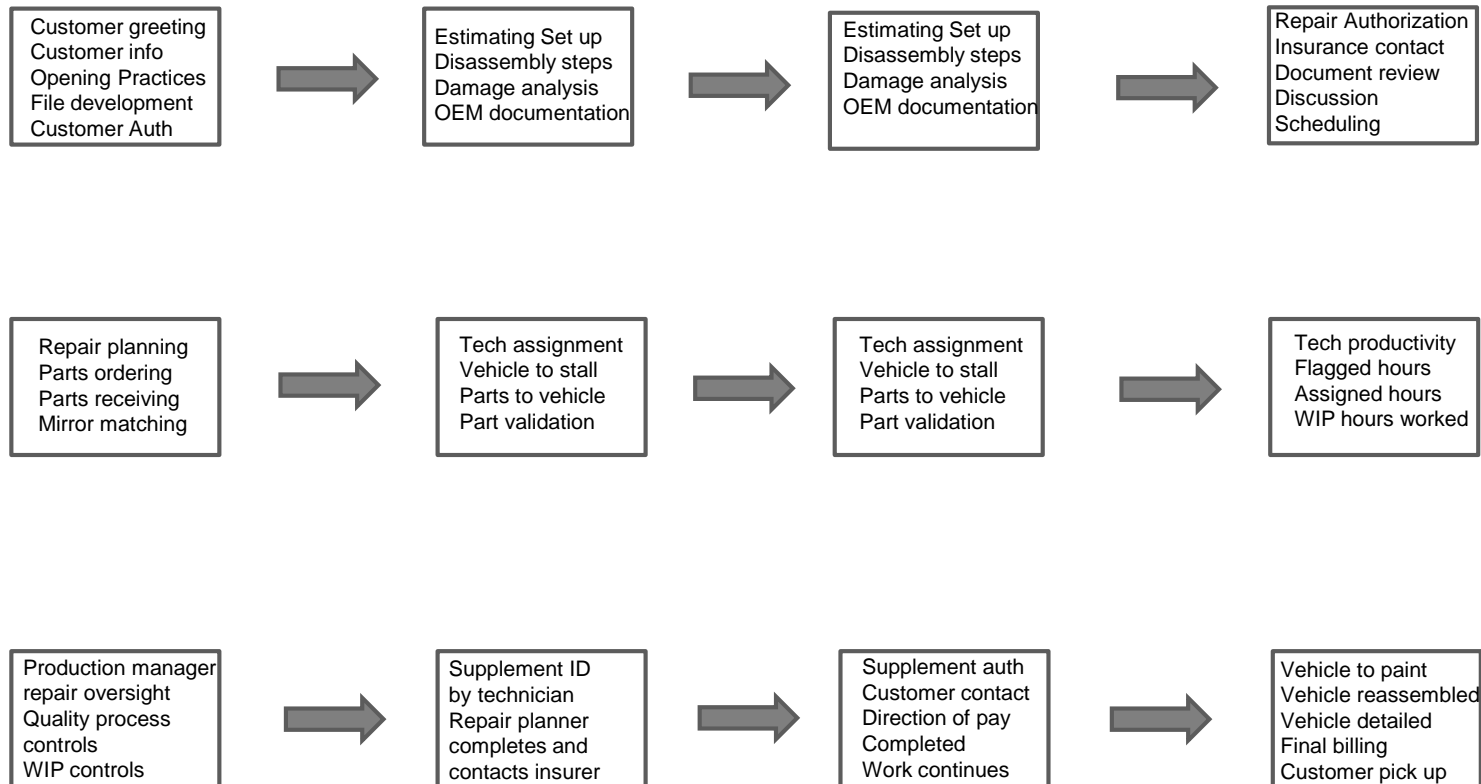 Customer greeting
Customer info
Opening Practices
File development
Customer Auth
Estimating Set up
Disassembly steps
Damage analysis
OEM documentation
Estimating Set up
Disassembly steps
Damage analysis
OEM documentation
Repair Authorization
Insurance contact
Document review
Discussion
Scheduling
Repair planning
Parts ordering
Parts receiving
Mirror matching
Tech assignment
Vehicle to stall
Parts to vehicle
Part validation
Tech assignment
Vehicle to stall
Parts to vehicle
Part validation
Tech productivity
Flagged hours
Assigned hours
WIP hours worked
Production manager
repair oversight
Quality process
controls
WIP controls
Supplement ID
by technician
Repair planner
completes and
contacts insurer
Supplement auth
Customer contact
Direction of pay
Completed
Work continues
Vehicle to paint
Vehicle reassembled
Vehicle detailed
Final billing
Customer pick up